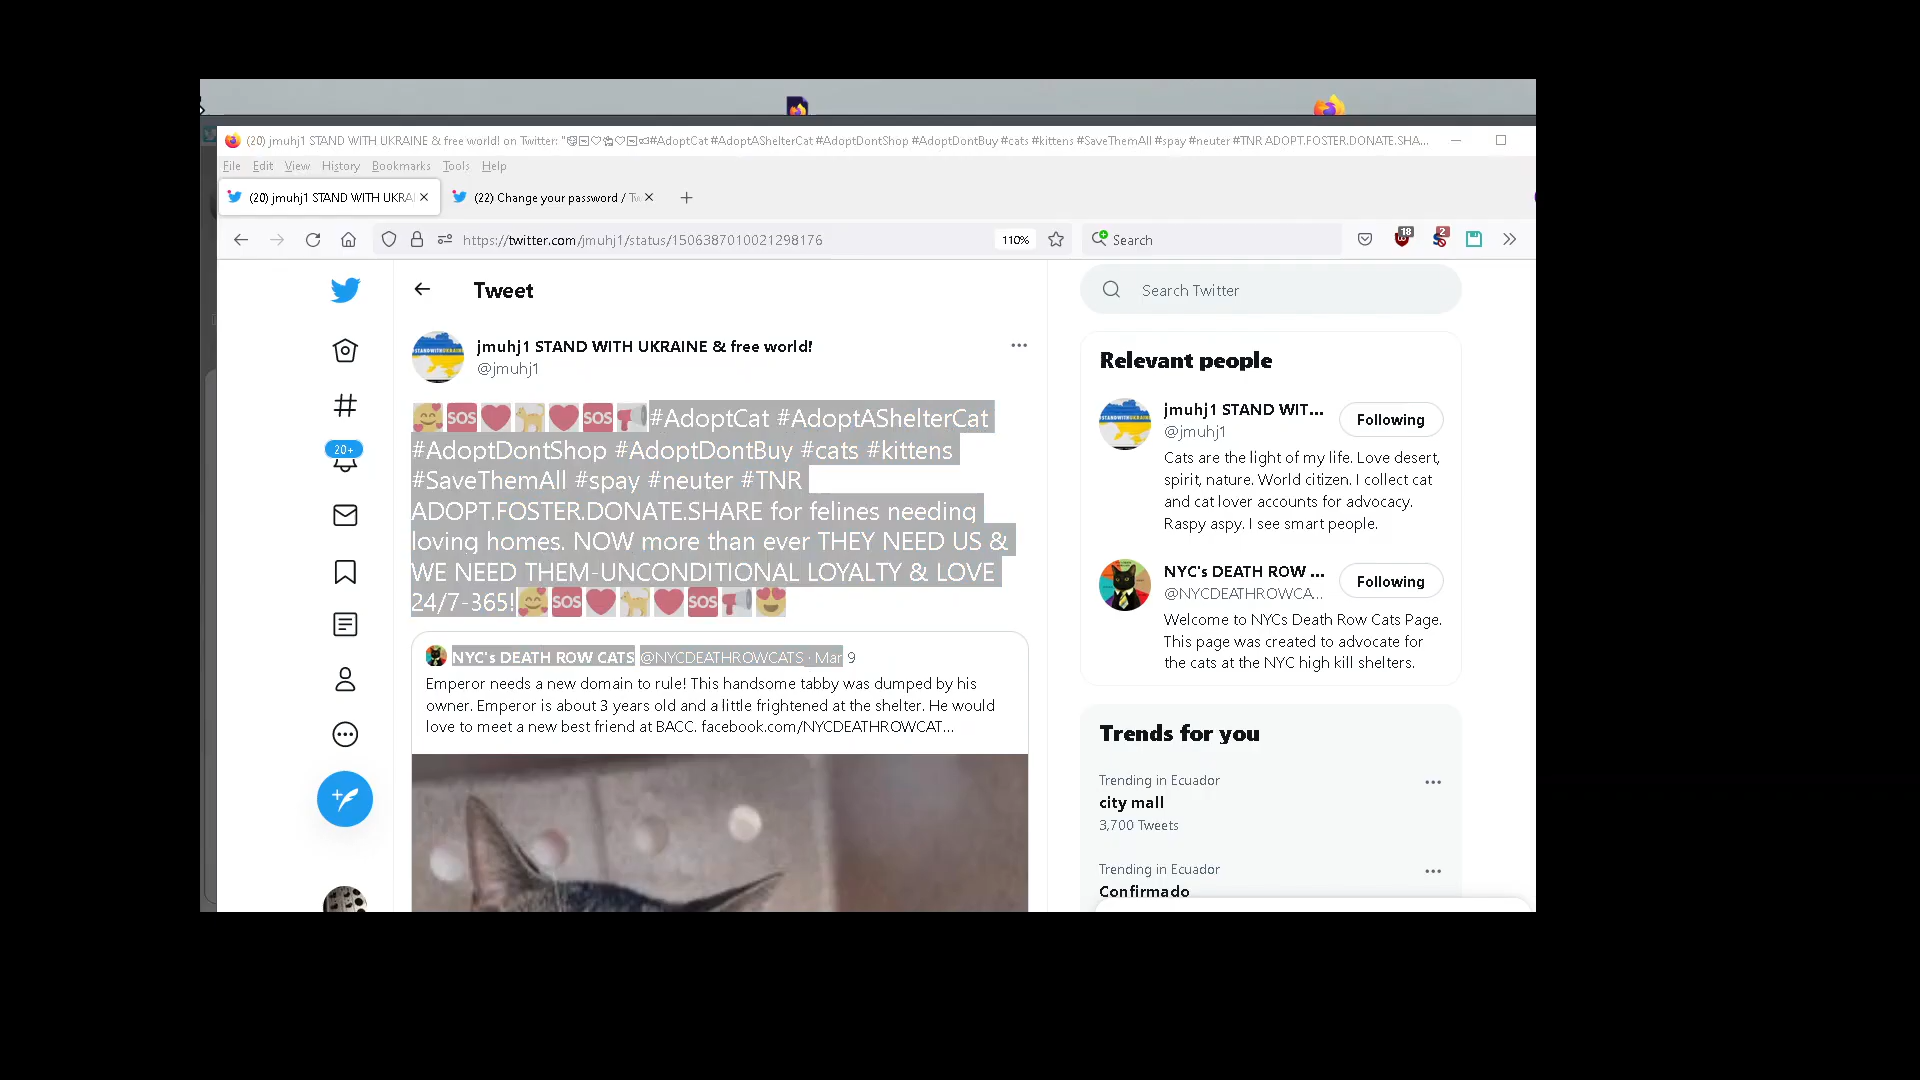 (20) jmuhj1 STAND WITH UKRAINE & free world! on Twitter: "#AdoptCat #AdoptAShelterCat #AdoptDontShop #AdoptDontBuy #cats #kittens #SaveThemAll #spay #neuter #TNR ADOPT.FOSTER.DONATE.SHA...
File Edit View History Bookmarks Tools Help
(20) jmuhj1 STAND WITH UKRA
(22) Change your password / Tw
https://twitter.com/jmuhj1/status/1506387010021298176
110%
Search
18
2
Tweet
jmuhj1 STAND WITH UKRAINE & free world!
@jmuhj1
🥰🆘❤️🐈❤️🆘📢#AdoptCat #AdoptAShelterCat
#AdoptDontShop #AdoptDontBuy #cats #kittens
#SaveThemAll #spay #neuter #TNR
ADOPT.FOSTER.DONATE.SHARE for felines needing
loving homes. NOW more than ever THEY NEED US &
WE NEED THEM-UNCONDITIONAL LOYALTY & LOVE
24/7-365!🥰🆘❤️🐈❤️🆘📢😍
NYC's DEATH ROW CATS @NYCDEATHROWCATS · Mar 9
Emperor needs a new domain to rule! This handsome tabby was dumped by his
owner. Emperor is about 3 years old and a little frightened at the shelter. He would
love to meet a new best friend at BACC. facebook.com/NYCDEATHROWCAT...
20+
Search Twitter
Relevant people
jmuhj1 STAND WIT...
@jmuhj1
Following
Cats are the light of my life. Love desert,
spirit, nature. World citizen. I collect cat
and cat lover accounts for advocacy.
Raspy aspy. I see smart people.
NYC's DEATH ROW ...
@NYCDEATHROWCA...
Following
Welcome to NYCs Death Row Cats Page.
This page was created to advocate for
the cats at the NYC high kill shelters.
Trends for you
Trending in Ecuador
city mall
3,700 Tweets
Trending in Ecuador
Confirmado